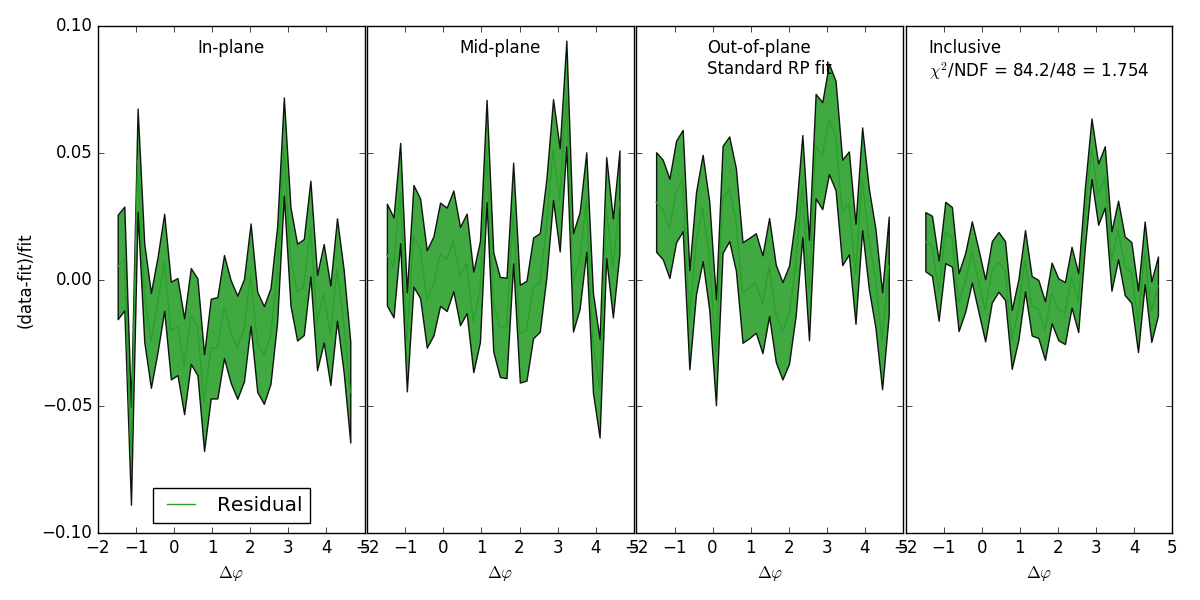 0.10
0.05
0.00
−0.05
−0.10
(data-fit)/fit
In-plane
Mid-plane
Out-of-plane
Standard RP fit
Inclusive
χ²/NDF = 84.2/48 = 1.754
Residual
−2 −1 0 1 2 3 4 5
−2 −1 0 1 2 3 4 5
−2 −1 0 1 2 3 4 5
−2 −1 0 1 2 3 4 5
Δφ Δφ Δφ Δφ